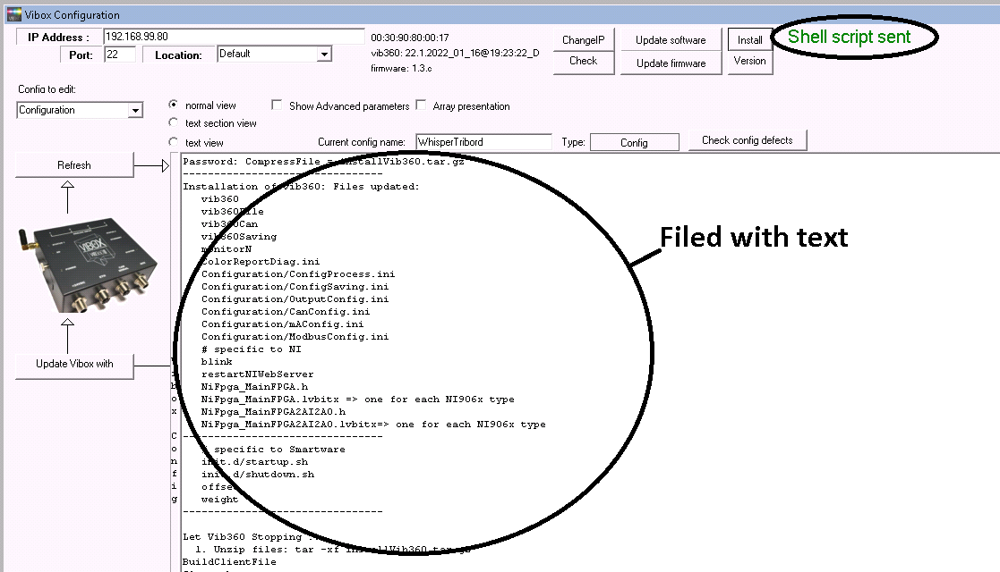 Vibox Configuration
IP Address : 192.168.99.80
Port: 22 Location: Default
00:30:90:80:00:17
vib360: 22.1.2022_01_16@19:23:22_D
firmware: 1.3.c
ChangeIP
Check
Update software
Update firmware
Install
Version
Shell script sent
Config to edit:
Configuration
normal view
text section view
text view
Show Advanced parameters
Array presentation
Current config name: WhisperTribord Type: Config Check config defects
Refresh
VIBOX
Update Vibox with
Vibox Config
Password: CompressFile = InstallVib360.tar.gz
--------------------------------
Installation of Vib360: Files updated:
vib360
vib360File
vib360Can
vib360Saving
monitorN
ColorReportDiag.ini
Configuration/ConfigProcess.ini
Configuration/ConfigSaving.ini
Configuration/OutputConfig.ini
Configuration/CanConfig.ini
Configuration/mAConfig.ini
Configuration/ModbusConfig.ini
# specific to NI
blink
restartNIWebServer
NiFpga_MainFPGA.h
NiFpga_MainFPGA.lvbitx => one for each NI906x type
NiFpga_MainFPGA2AI2AO.h
NiFpga_MainFPGA2AI2AO.lvbitx=> one for each NI906x type
--------------------------------
# specific to Smartware
init.d/startup.sh
init.d/shutdown.sh
offset
weight
--------------------------------
Let Vib360 Stopping
1. Unzip files: tar -xf InstallVib360.tar.gz
BuildClientFile
Filed with text